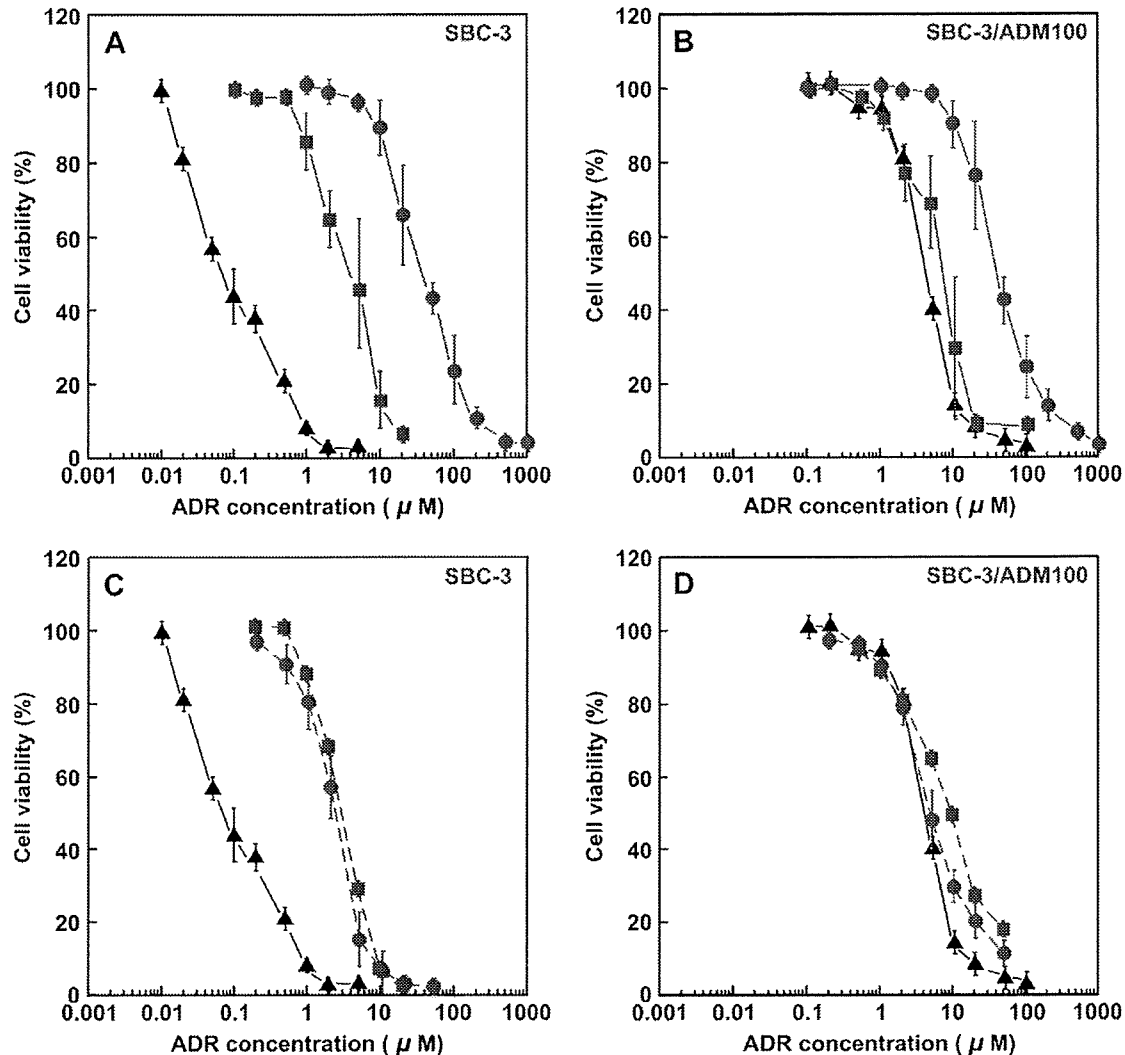 A
SBC-3
120
100
80
60
40
20
0
Cell viability (%)
0.001 0.01 0.1 1 10 100 1000
ADR concentration ( μ M)
B
SBC-3/ADM100
120
100
80
60
40
20
0
Cell viability (%)
0.001 0.01 0.1 1 10 100 1000
ADR concentration ( μ M)
C
SBC-3
120
100
80
60
40
20
0
Cell viability (%)
0.001 0.01 0.1 1 10 100 1000
ADR concentration ( μ M)
D
SBC-3/ADM100
120
100
80
60
40
20
0
Cell viability (%)
0.001 0.01 0.1 1 10 100 1000
ADR concentration ( μ M)